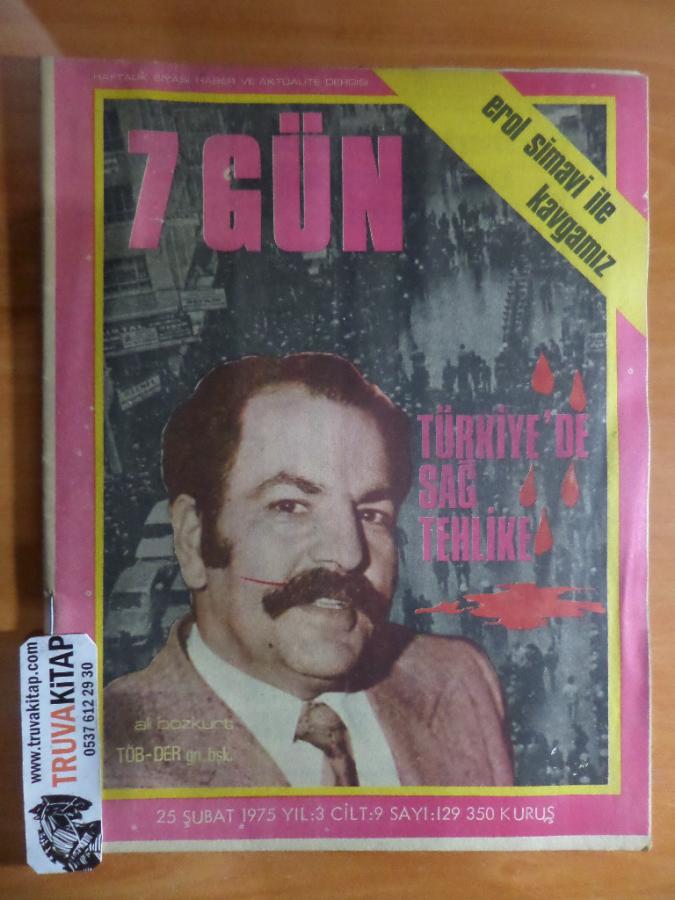 HAFTALIK SİYASİ HABER VE AKTÜALİTE DERGİSİ
7 GÜN
erol simavi ile
kavgamız
TÜRKİYE'DE
SAĞ
TEHLİKE
ali bozkurt
TÖB-DER gn.bşk.
25 ŞUBAT 1975 YIL:3 CİLT:9 SAYI:129 350 KURUŞ
www.truvakitap.com
TRUVAKİTAP
0537 612 29 30